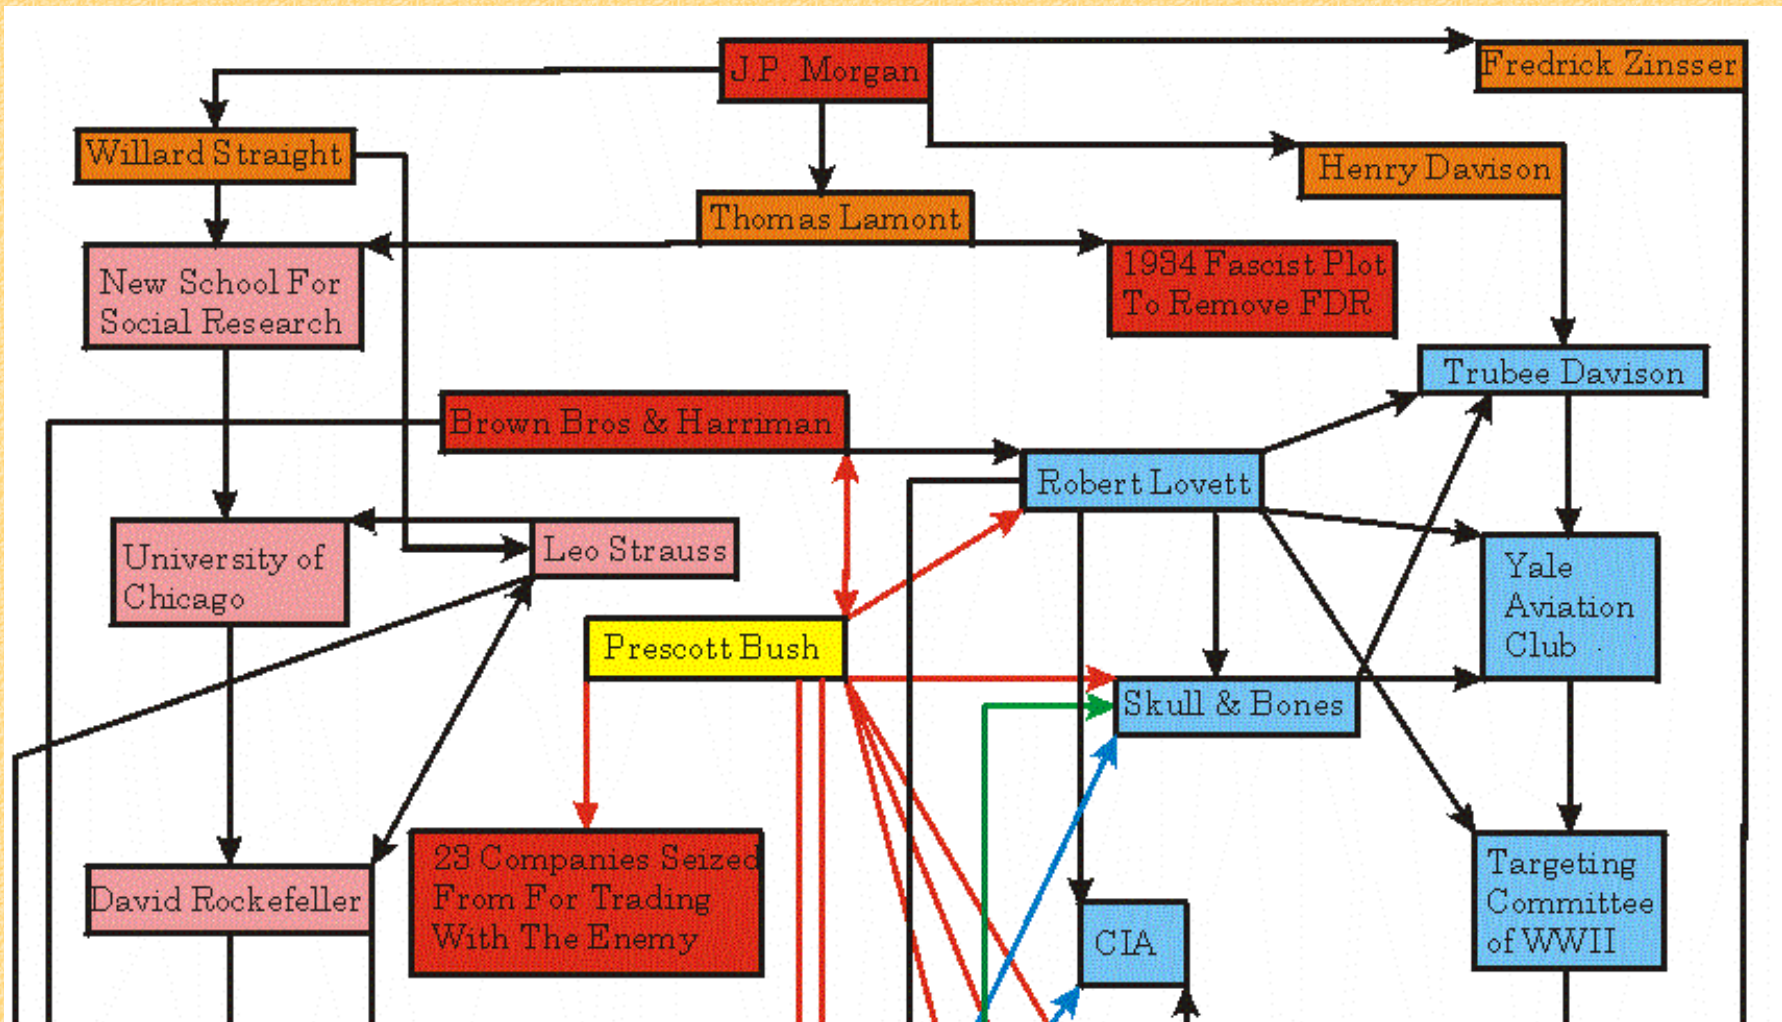 J.P. Morgan
Fredrick Zinsser
Willard Straight
Henry Davison
Thomas Lamont
New School For
Social Research
1934 Fascist Plot
To Remove FDR
Trubee Davison
Brown Bros & Harriman
Robert Lovett
University of
Chicago
Leo Strauss
Yale
Aviation
Club
Prescott Bush
Skull & Bones
23 Companies Seized
From For Trading
With The Enemy
David Rockefeller
CIA
Targeting
Committee
of WWII